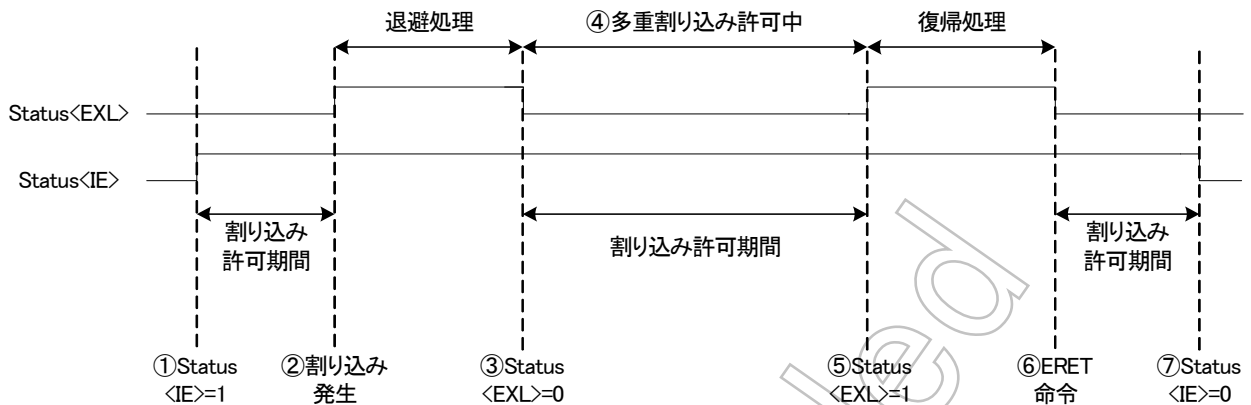 退避処理
④多重割り込み許可中
復帰処理
Status<EXL>
Status<IE>
割り込み
許可期間
割り込み許可期間
割り込み
許可期間
①Status
<IE>=1
②割り込み
発生
③Status
<EXL>=0
⑤Status
<EXL>=1
⑥ERET
命令
⑦Status
<IE>=0